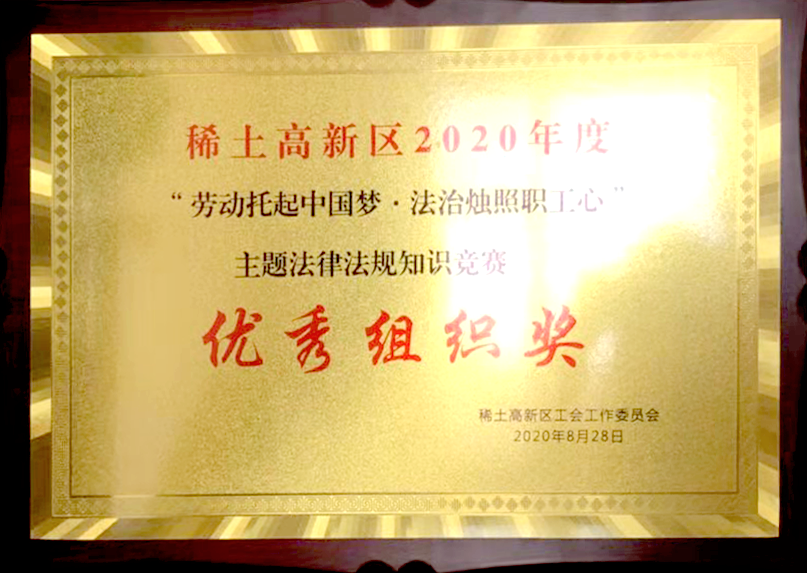 稀土高新区2020年度
“劳动托起中国梦·法治烛照职工心”
主题法律法规知识竞赛
优秀组织奖
稀土高新区工会工作委员会
2020年8月28日